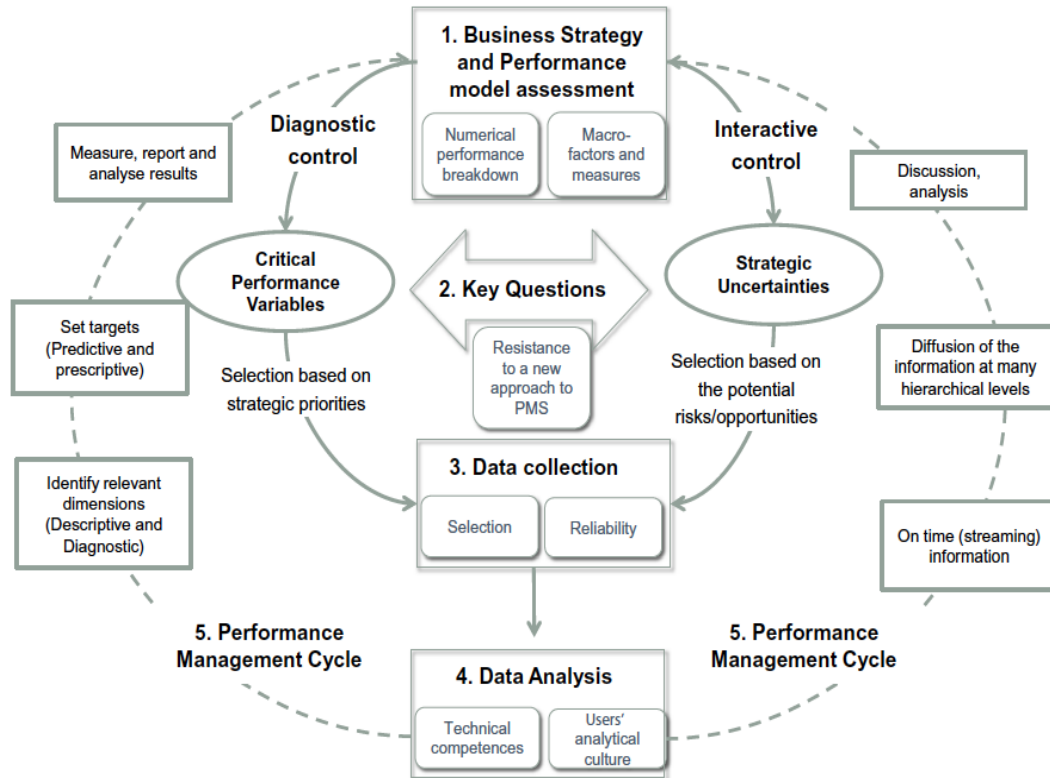 1. Business Strategy
and Performance
model assessment
Numerical
performance
breakdown
Macro-
factors and
measures
Diagnostic
control
Interactive
control
Measure, report and
analyse results
Discussion,
analysis
Critical
Performance
Variables
2. Key Questions
Strategic
Uncertainties
Set targets
(Predictive and
prescriptive)
Selection based on
strategic priorities
Resistance
to a new
approach to
PMS
Selection based on
the potential
risks/opportunities
Diffusion of the
information at many
hierarchical levels
3. Data collection
Selection
Reliability
Identify relevant
dimensions
(Descriptive and
Diagnostic)
On time (streaming)
information
5. Performance
Management Cycle
5. Performance
Management Cycle
4. Data Analysis
Technical
competences
Users'
analytical
culture